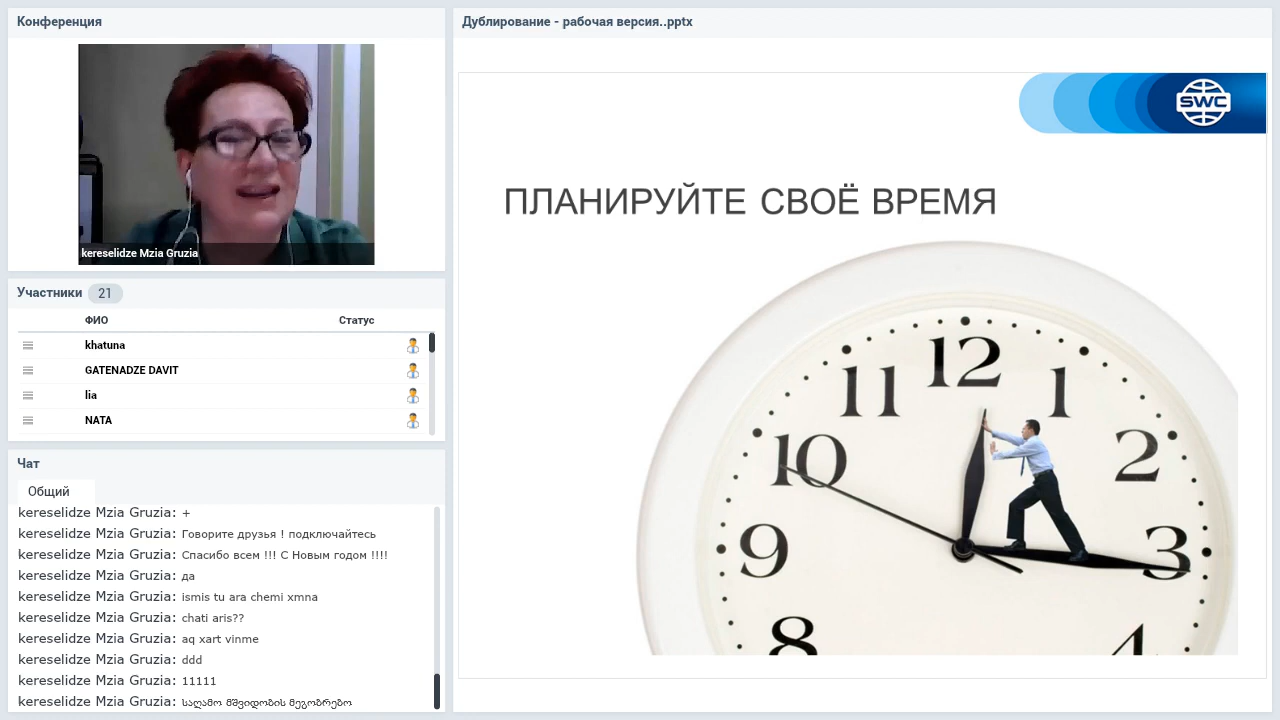 Конференция
kereselidze Mzia Gruzia
Участники 21
ФИО Статус
khatuna
GATENADZE DAVIT
lia
NATA
Чат
Общий
kereselidze Mzia Gruzia: +
kereselidze Mzia Gruzia: Говорите друзья ! подключайтесь
kereselidze Mzia Gruzia: Спасибо всем !!! С Новым годом !!!!
kereselidze Mzia Gruzia: да
kereselidze Mzia Gruzia: ismis tu ara chemi xmna
kereselidze Mzia Gruzia: chati aris??
kereselidze Mzia Gruzia: aq xart vinme
kereselidze Mzia Gruzia: ddd
kereselidze Mzia Gruzia: 11111
kereselidze Mzia Gruzia: საღამო მშვიდობის მეგობრებო
Дублирование - рабочая версия..pptx
SWC
ПЛАНИРУЙТЕ СВОЁ ВРЕМЯ
12
11 1
10 2
9 3
8 4